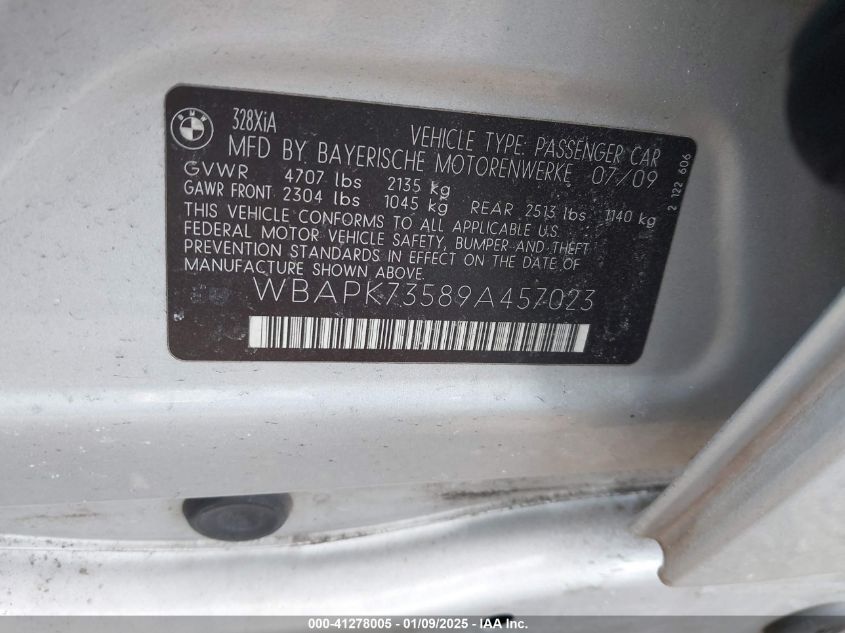 BMW
328XiA
VEHICLE TYPE: PASSENGER CAR
MFD BY BAYERISCHE MOTORENWERKE 07/09
GVWR 4707 lbs 2135 kg
GAWR FRONT 2304 lbs 1045 kg REAR 2513 lbs 1140 kg
THIS VEHICLE CONFORMS TO ALL APPLICABLE U.S.
FEDERAL MOTOR VEHICLE SAFETY, BUMPER AND THEFT
PREVENTION STANDARDS IN EFFECT ON THE DATE OF
MANUFACTURE SHOWN ABOVE.
WBAPK73589A457023
2 122 606
000-41278005 - 01/09/2025 - IAA Inc.